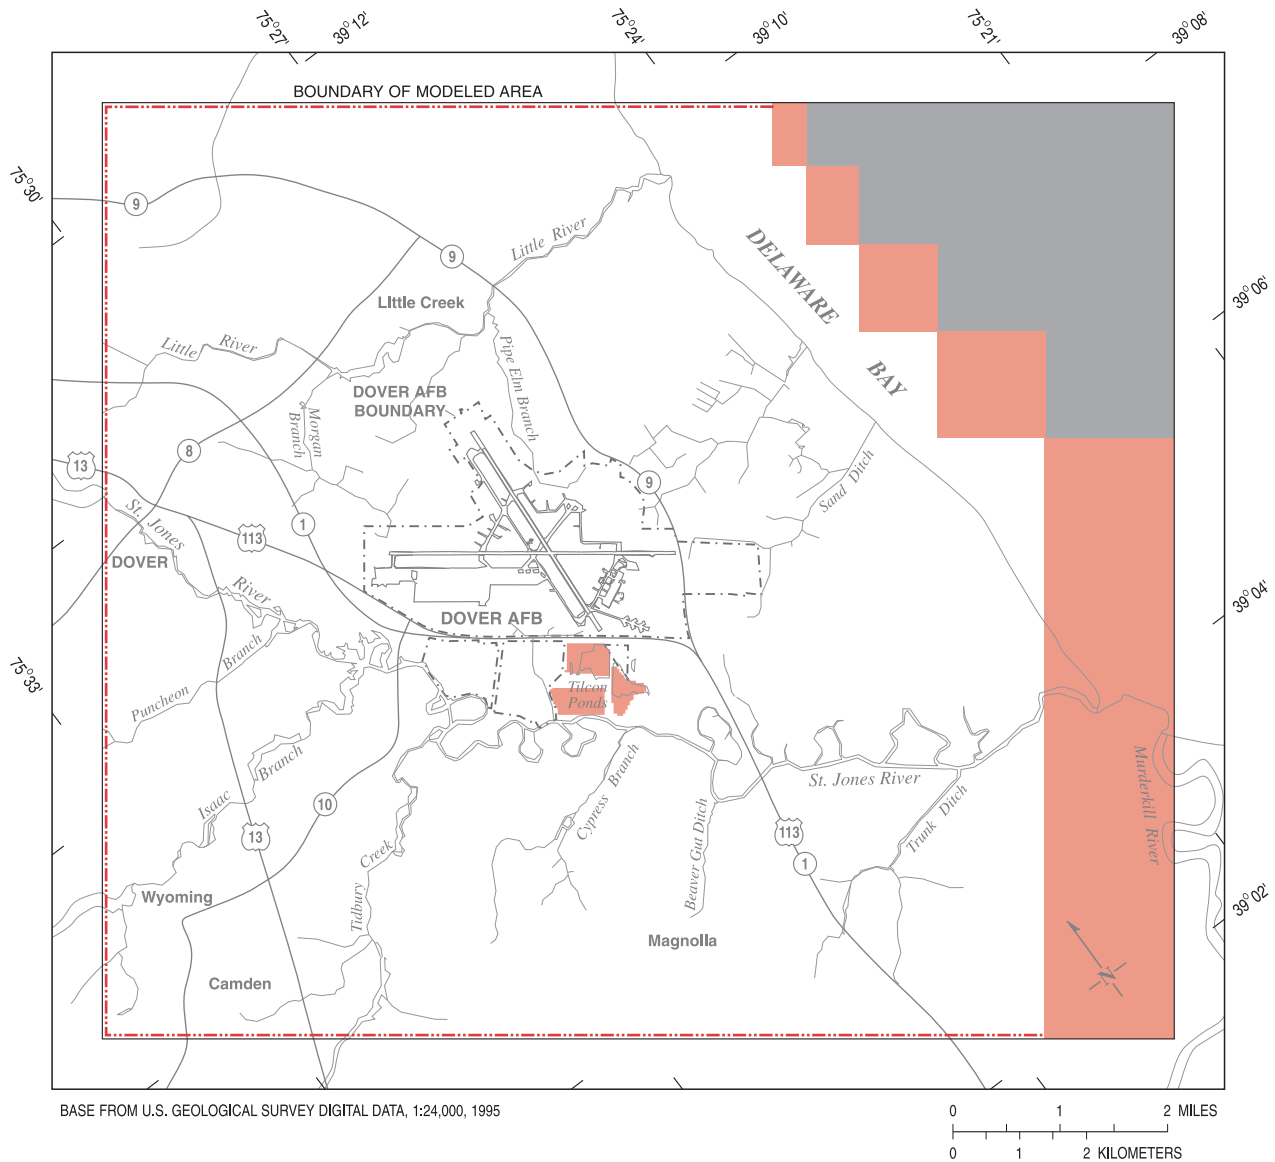 75°27'
39°12'
75°24'
39°10'
75°21'
39°08'
BOUNDARY OF MODELED AREA
75°30'
9
9
Little River
DELAWARE
BAY
39°06'
LIttle Creek
Little River
Pipe Elm Branch
DOVER AFB
BOUNDARY
Morgan
Branch
8
13
9
Sand Ditch
St. Jones
River
113
1
DOVER
39°04'
DOVER AFB
75°33'
Puncheon Branch
Tilcon
Ponds
Isaac Branch
Cypress Branch
St. Jones River
Murderkill River
10
13
113
1
Trunk Ditch
Beaver Gut Ditch
Tidbury Creek
Wyoming
39°02'
Magnolla
Camden
N
BASE FROM U.S. GEOLOGICAL SURVEY DIGITAL DATA, 1:24,000, 1995
0 1 2 MILES
0 1 2 KILOMETERS